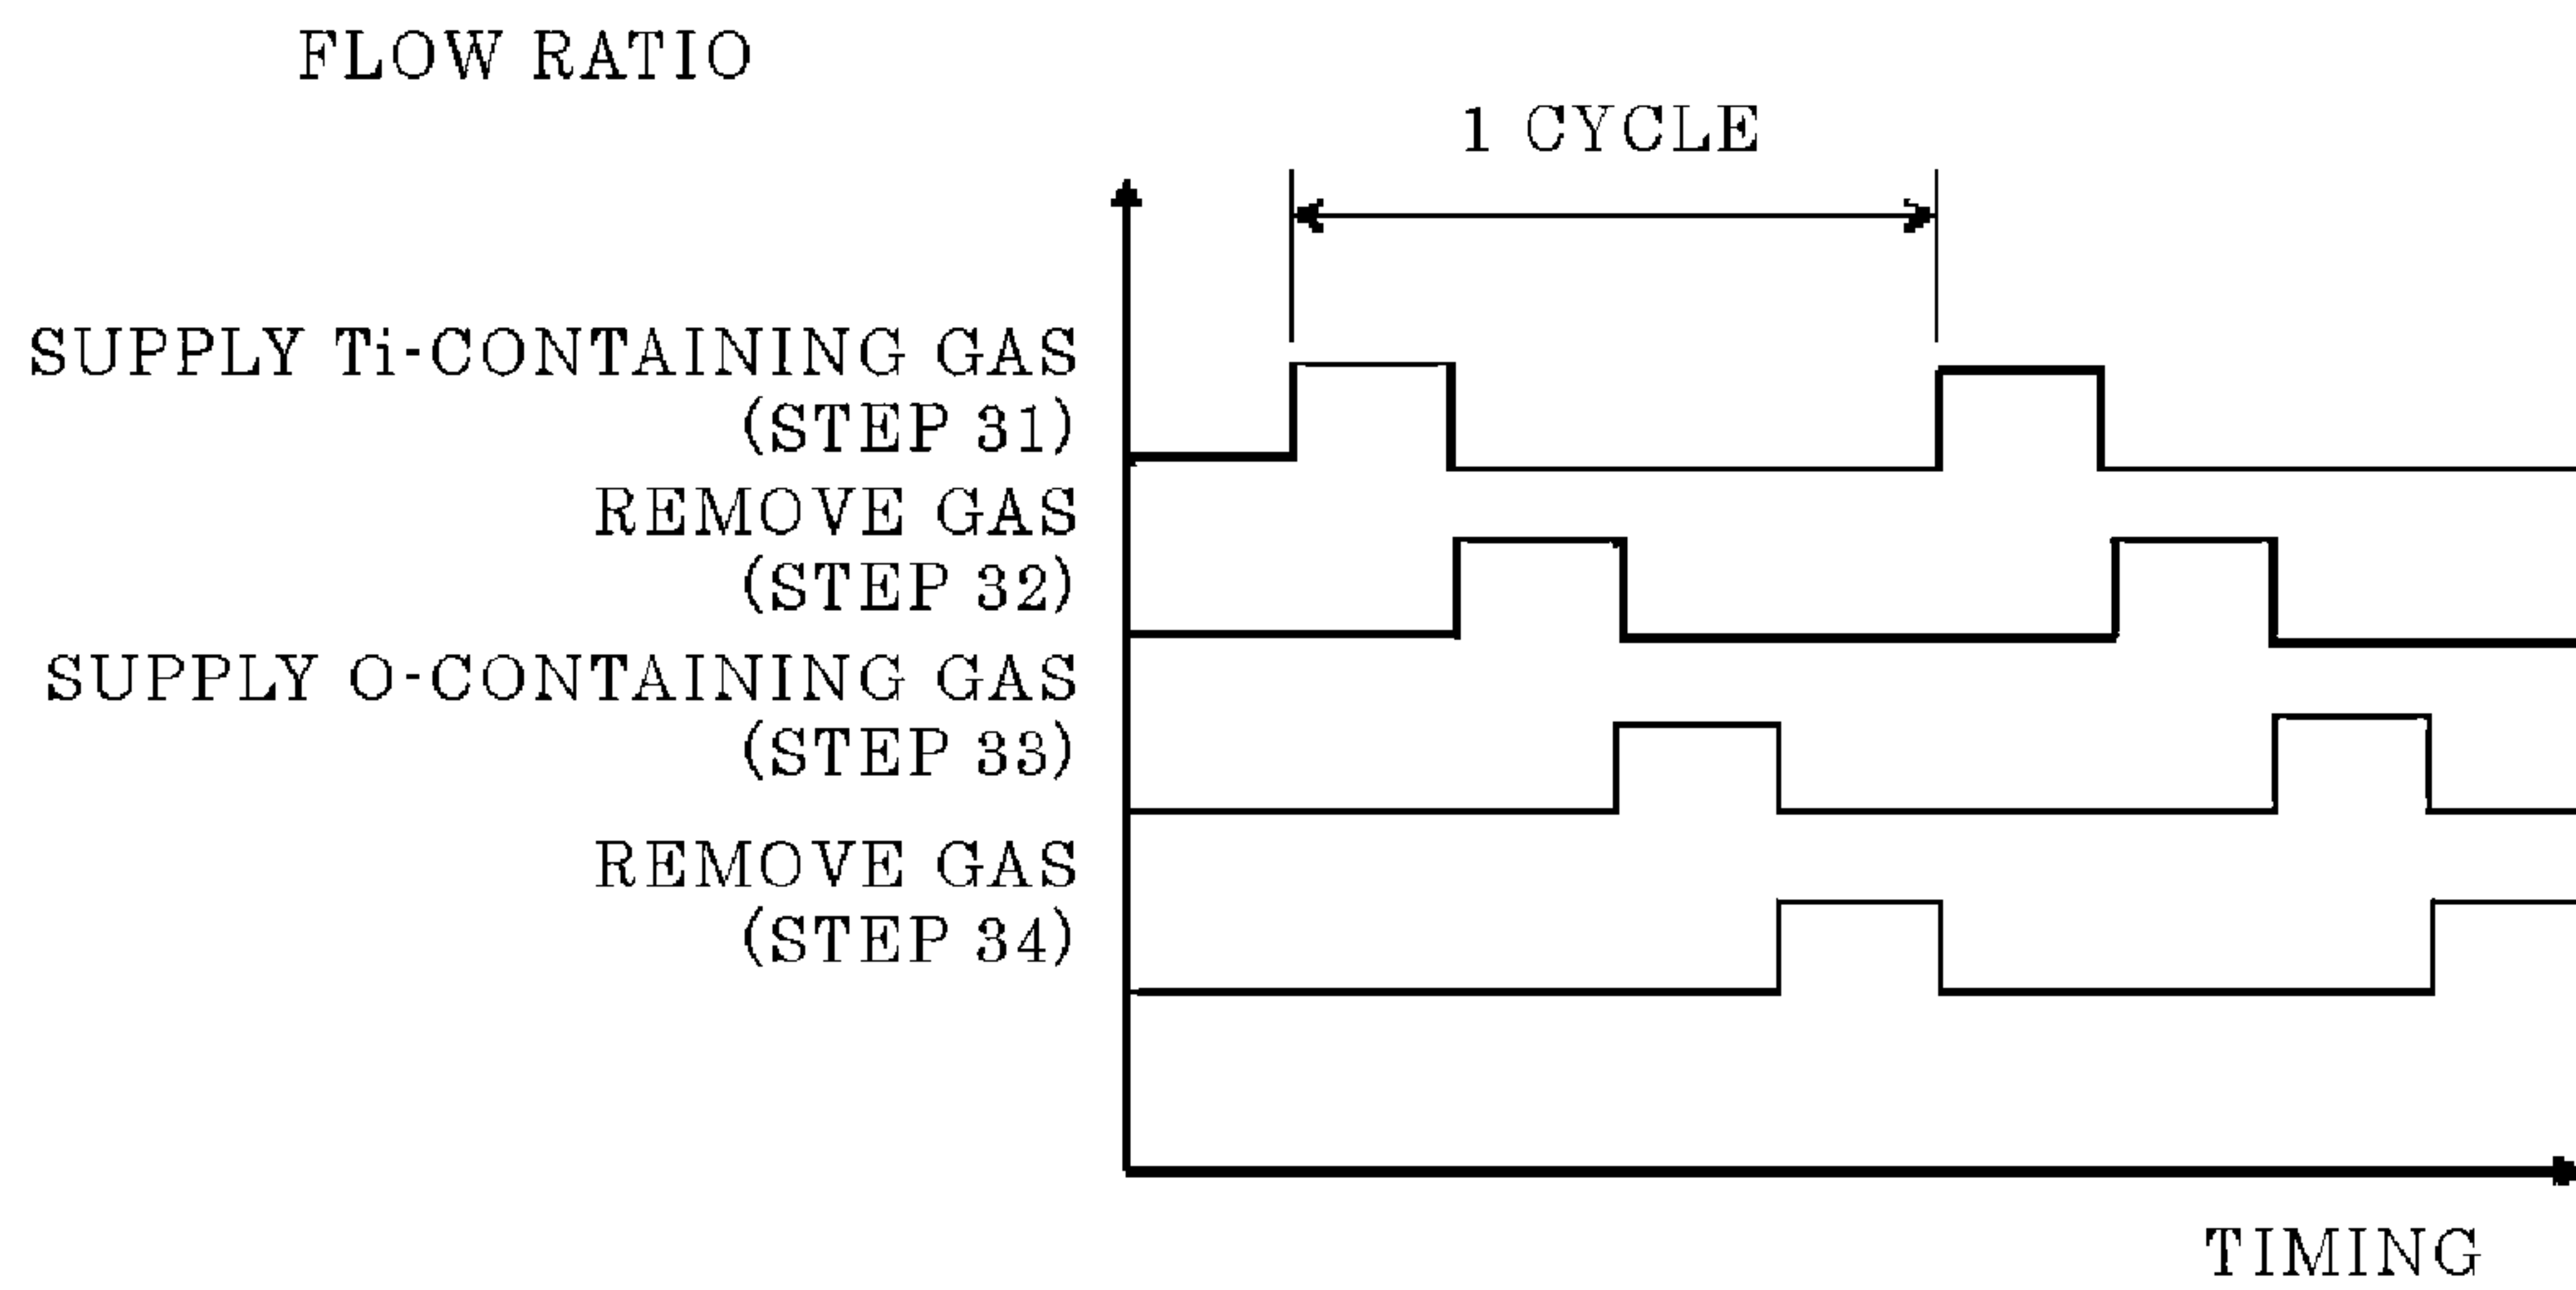 FLOW RATIO
1 CYCLE
SUPPLY Ti-CONTAINING GAS
(STEP 31)
REMOVE GAS
(STEP 32)
SUPPLY O-CONTAINING GAS
(STEP 33)
REMOVE GAS
(STEP 34)
TIMING